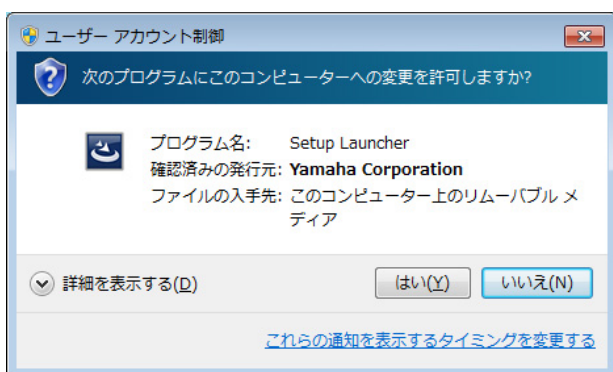 ユーザー アカウント制御
次のプログラムにこのコンピューターへの変更を許可しますか?
プログラム名: Setup Launcher
確認済みの発行元: Yamaha Corporation
ファイルの入手先: このコンピューター上のリムーバブル メ
ディア
詳細を表示する(D)
はい(Y)
いいえ(N)
これらの通知を表示するタイミングを変更する